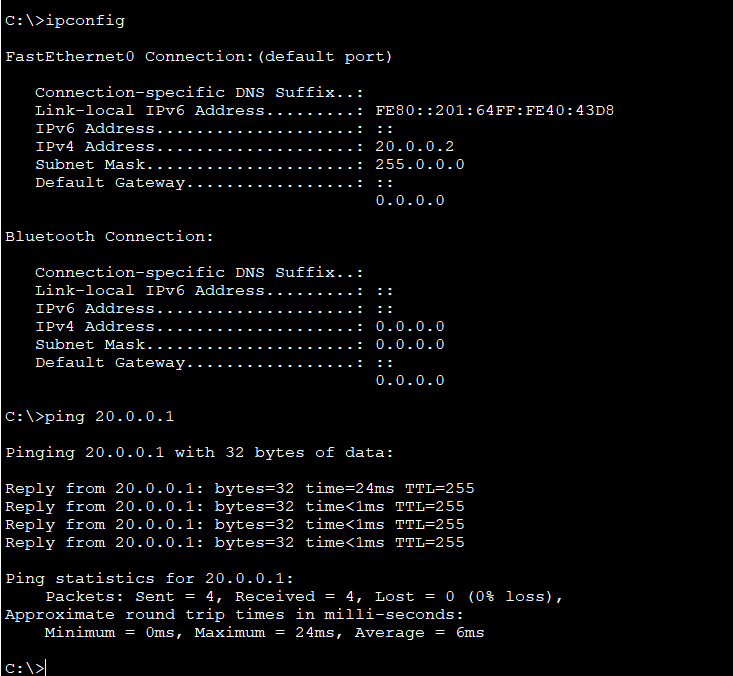 C:\>ipconfig
FastEthernet0 Connection:(default port)
Connection-specific DNS Suffix..:
Link-local IPv6 Address.........: FE80::201:64FF:FE40:43D8
IPv6 Address....................: ::
IPv4 Address....................: 20.0.0.2
Subnet Mask.....................: 255.0.0.0
Default Gateway.................: ::
0.0.0.0
Bluetooth Connection:
Connection-specific DNS Suffix..:
Link-local IPv6 Address.........: ::
IPv6 Address....................: ::
IPv4 Address....................: 0.0.0.0
Subnet Mask.....................: 0.0.0.0
Default Gateway.................: ::
0.0.0.0
C:\>ping 20.0.0.1
Pinging 20.0.0.1 with 32 bytes of data:
Reply from 20.0.0.1: bytes=32 time=24ms TTL=255
Reply from 20.0.0.1: bytes=32 time<1ms TTL=255
Reply from 20.0.0.1: bytes=32 time<1ms TTL=255
Reply from 20.0.0.1: bytes=32 time<1ms TTL=255
Ping statistics for 20.0.0.1:
Packets: Sent = 4, Received = 4, Lost = 0 (0% loss),
Approximate round trip times in milli-seconds:
Minimum = 0ms, Maximum = 24ms, Average = 6ms
C:\>